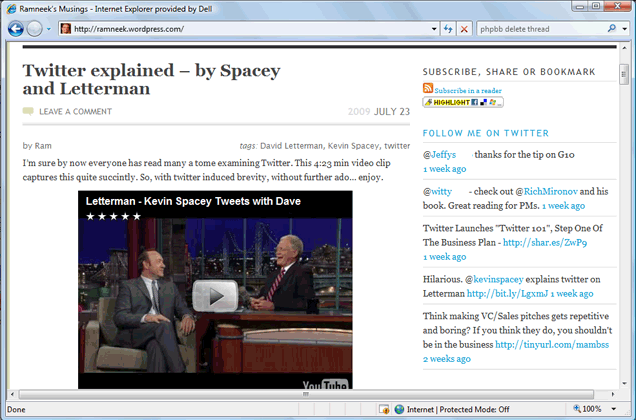 Ramneek's Musings - Internet Explorer provided by Dell
http://ramneek.wordpress.com/
phpbb delete thread
Twitter explained – by Spacey
and Letterman
LEAVE A COMMENT
2009 JULY 23
by Ram
tags: David Letterman, Kevin Spacey, twitter
I'm sure by now everyone has read many a tome examining Twitter. This 4:23 min video clip
captures this quite succintly. So, with twitter induced brevity, without further ado... enjoy.
Letterman - Kevin Spacey Tweets with Dave
YouTube
SUBSCRIBE, SHARE OR BOOKMARK
Subscribe in a reader
HIGHLIGHT
FOLLOW ME ON TWITTER
@Jeffys thanks for the tip on G10
1 week ago
@witty - check out @RichMironov and his
book. Great reading for PMs. 1 week ago
Twitter Launches "Twitter 101", Step One Of
The Business Plan - http://shar.es/ZwP9
1 week ago
Hilarious. @kevinspacey explains twitter on
Letterman http://bit.ly/LgxmJ 1 week ago
Think making VC/Sales pitches gets repetitive
and boring? If you think they do, you shouldn't
be in the business http://tinyurl.com/mambss
2 weeks ago
Done
Internet | Protected Mode: Off
100%